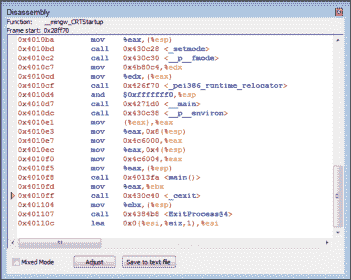 Disassembly
Function: __mingw_CRTStartup
Frame start: 0x28ff70
0x4010ba mov %eax,(%esp)
0x4010bd call 0x430c28 <_setmode>
0x4010c2 call 0x430c30 <__p__fmode>
0x4010c7 mov 0x4b80c4,%edx
0x4010cd mov %edx,(%eax)
0x4010cf call 0x426f70 <_pei386_runtime_relocator>
0x4010d4 and $0xfffffff0,%esp
0x4010d7 call 0x4271d0 <__main>
0x4010dc call 0x430c38 <__p__environ>
0x4010e1 mov (%eax),%eax
0x4010e3 mov %eax,0x8(%esp)
0x4010e7 mov 0x4c6000,%eax
0x4010ec mov %eax,0x4(%esp)
0x4010f0 mov 0x4c6004,%eax
0x4010f5 mov %eax,(%esp)
0x4010f8 call 0x4013fa <main()>
0x4010fd mov %eax,%ebx
0x4010ff call 0x430c40 <_cexit>
0x401104 mov %ebx,(%esp)
0x401107 call 0x4384b8 <ExitProcess@4>
0x40110c lea 0x0(%esi,%eiz,1),%esi
Mixed Mode
Adjust
Save to text file